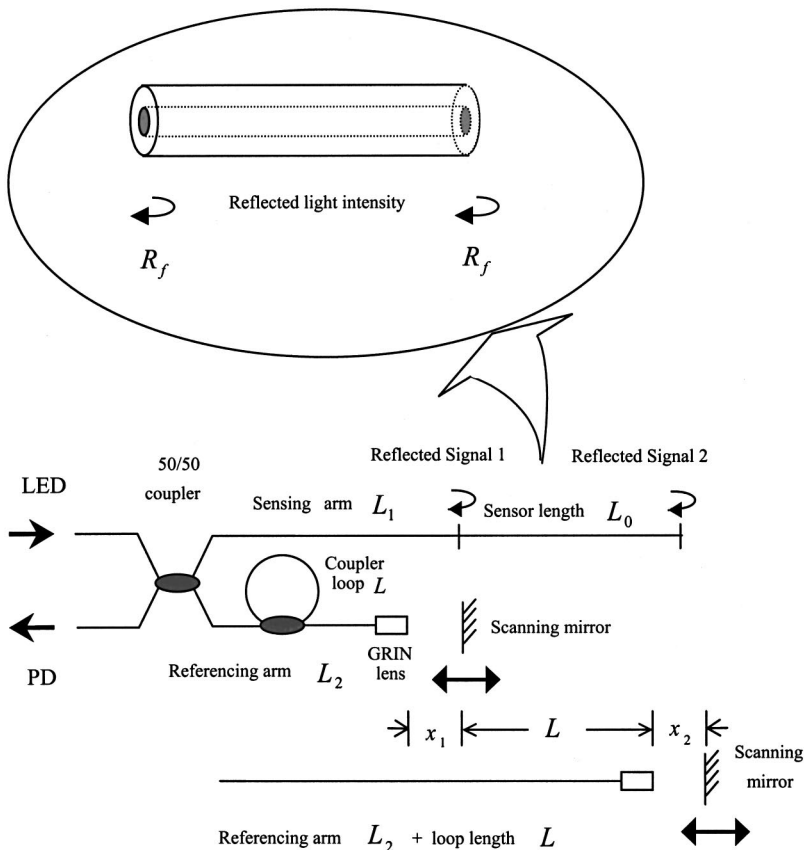 Reflected light intensity
R_f R_f
Reflected Signal 1 Reflected Signal 2
50/50
coupler
LED
Sensing arm L_1 Sensor length L_0
Coupler
loop L
Scanning mirror
GRIN
lens
Referencing arm L_2
PD
x_1 L x_2
Scanning
mirror
Referencing arm L_2 + loop length L